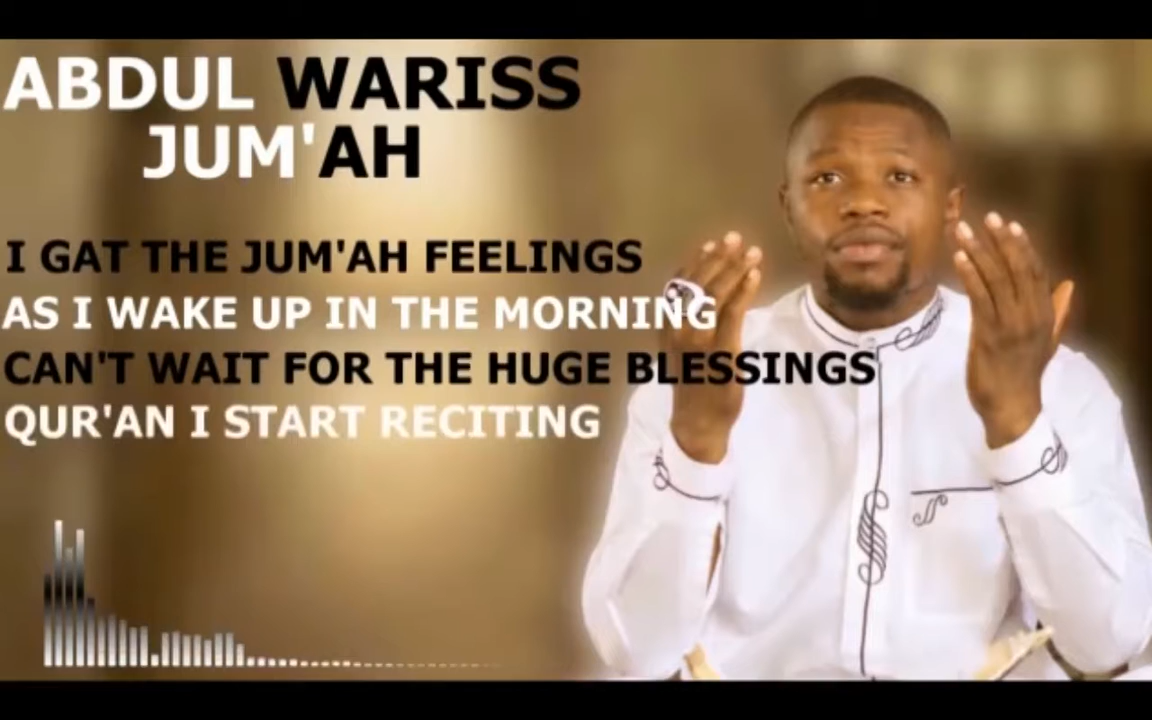 ABDUL WARISS
JUM'AH
I GAT THE JUM'AH FEELINGS
AS I WAKE UP IN THE MORNING
CAN'T WAIT FOR THE HUGE BLESSINGS
QUR'AN I START RECITING